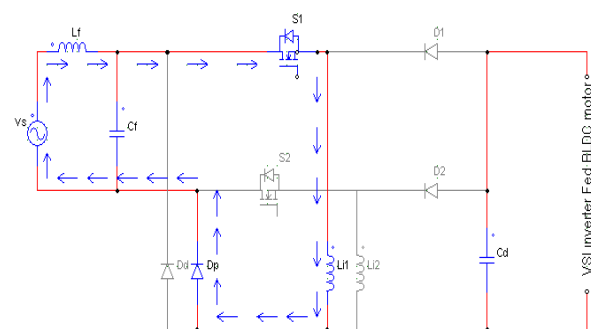 Lf
S1
D1
Vs
Cf
S2
D2
Dd
Dp
Li1
Li2
Cd
VSI inverter Fed BLDC motor